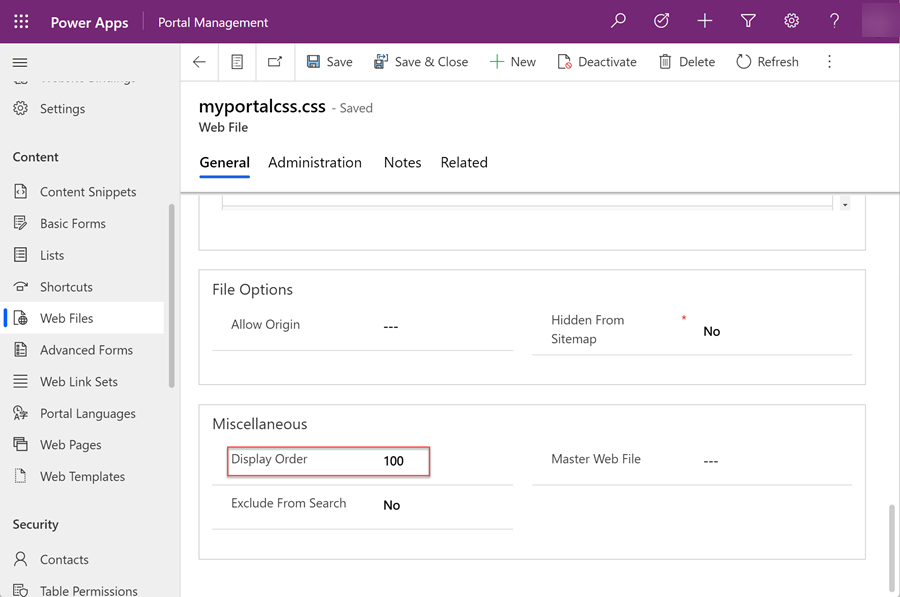 Power Apps
Portal Management
?
Website Bindings
Settings
Content
Content Snippets
Basic Forms
Lists
Shortcuts
Web Files
Advanced Forms
Web Link Sets
Portal Languages
Web Pages
Web Templates
Security
Contacts
Table Permissions
Save
Save & Close
New
Deactivate
Delete
Refresh
myportalcss.css - Saved
Web File
General
Administration
Notes
Related
File Options
Allow Origin
---
Hidden From
Sitemap
*
No
Miscellaneous
Display Order
100
Master Web File
---
Exclude From Search
No